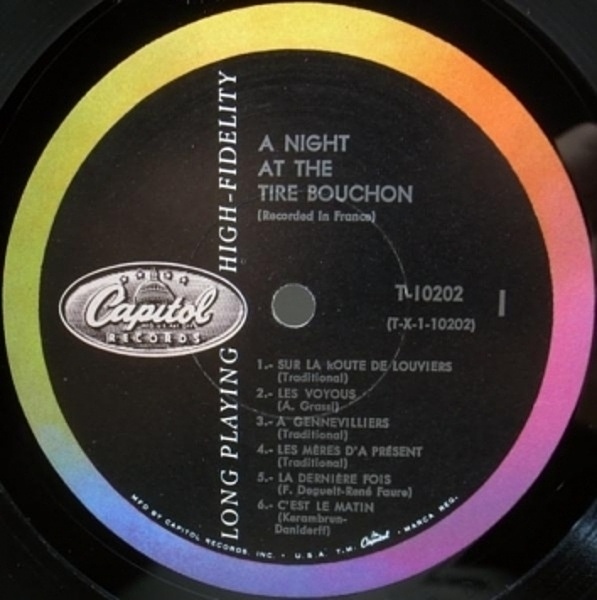 A NIGHT
AT THE
TIRE BOUCHON
(Recorded In France)
LONG PLAYING HIGH-FIDELITY
Capitol
RECORDS
T-10202
1
(T-X-1-10202)
1.- SUR LA ROUTE DE LOUVIERS
(Traditional)
2.- LES VOYOUS
(A. Grassi)
3.- A GENNEVILLIERS
(Traditional)
4.- LES MÈRES D'A PRÉSENT
(Traditional)
5.- LA DERNIÈRE FOIS
(F. Deguelt-René Faure)
6.- C'EST LE MATIN
(Kerambrun-
Daniderff)
MFD BY CAPITOL RECORDS, INC. • U.S.A. T.M. Capitol • MARCA REG.